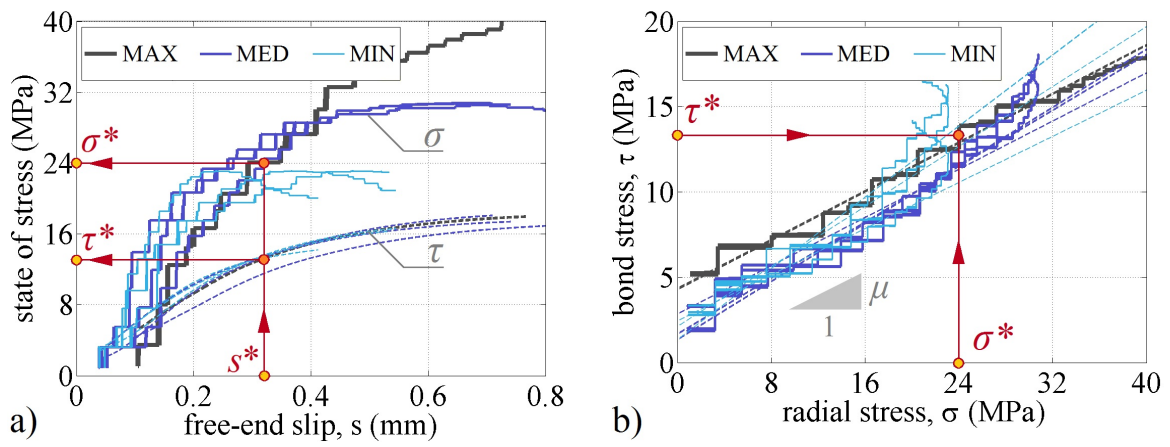 MAX MED MIN
state of stress (MPa)
40
32
24
16
8
0
σ*
τ*
σ
τ
s*
0 0.2 0.4 0.6 0.8
free-end slip, s (mm)
a)
MAX MED MIN
bond stress, τ (MPa)
20
15
10
5
0
τ*
μ
1
σ*
0 8 16 24 32 40
radial stress, σ (MPa)
b)